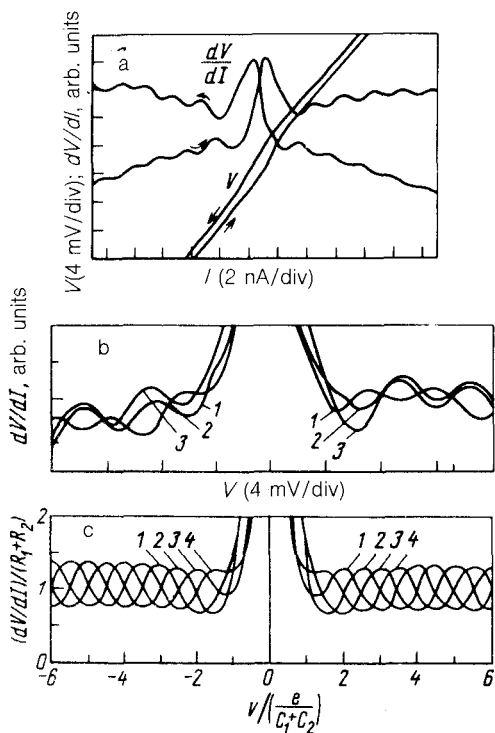 a
dV
dI
V
V(4 mV/div); dV/dI, arb. units
I (2 nA/div)
b
dV/dI, arb. units
1
2
3
1
2
3
V (4 mV/div)
c
(dV/dI)/(R1+R2)
2
1
0
1 2 3 4
1 2 3 4
-6 -4 -2 0 2 4 6
V/(e/C1+C2)